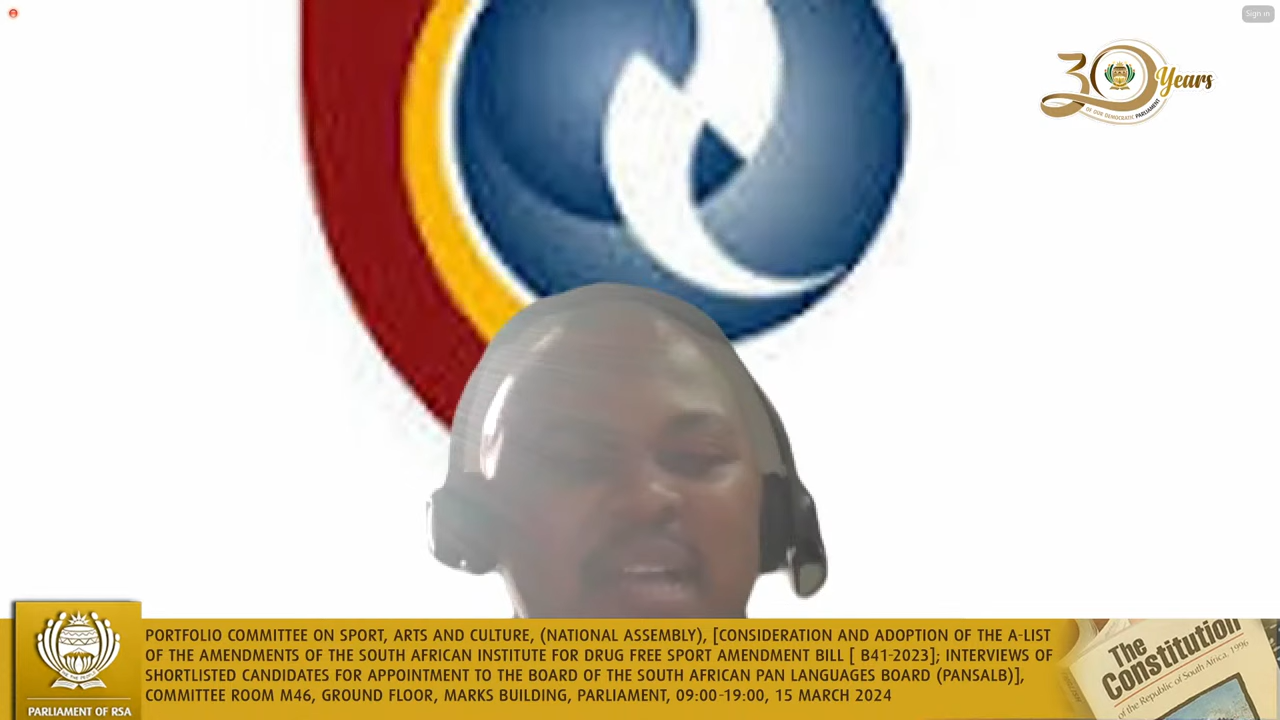 Sign in
30 Years
OF OUR DEMOCRATIC PARLIAMENT
PORTFOLIO COMMITTEE ON SPORT, ARTS AND CULTURE, (NATIONAL ASSEMBLY), [CONSIDERATION AND ADOPTION OF THE A-LIST
OF THE AMENDMENTS OF THE SOUTH AFRICAN INSTITUTE FOR DRUG FREE SPORT AMENDMENT BILL [ B41-2023]; INTERVIEWS OF
SHORTLISTED CANDIDATES FOR APPOINTMENT TO THE BOARD OF THE SOUTH AFRICAN PAN LANGUAGES BOARD (PANSALB)],
COMMITTEE ROOM M46, GROUND FLOOR, MARKS BUILDING, PARLIAMENT, 09:00-19:00, 15 MARCH 2024
PARLIAMENT OF RSA
The
Constitution
of the Republic of South Africa, 1996